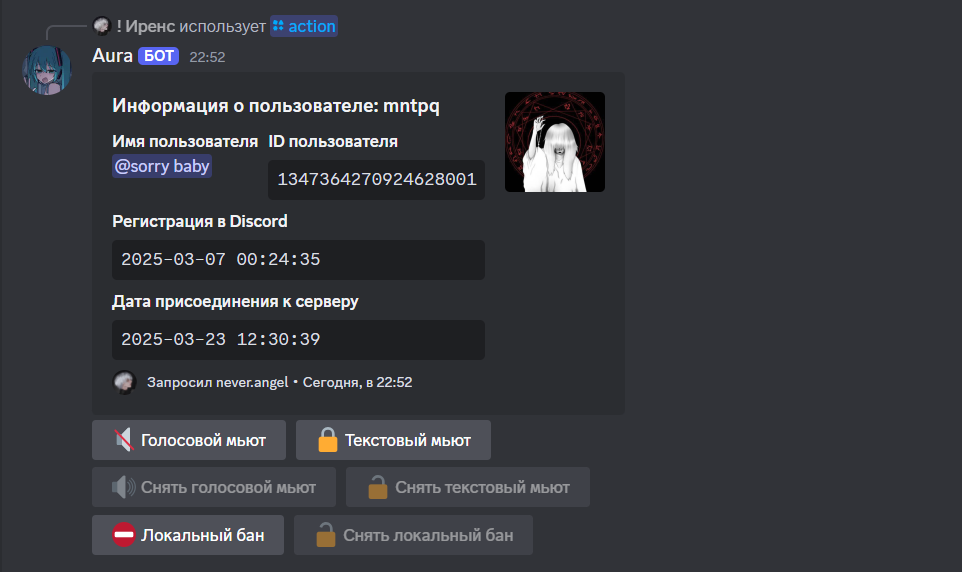 ! Иренс использует action
Aura БОТ 22:52
Информация о пользователе: mntpq
Имя пользователя ID пользователя
@sorry baby
1347364270924628001
Регистрация в Discord
2025-03-07 00:24:35
Дата присоединения к серверу
2025-03-23 12:30:39
Запросил never.angel • Сегодня, в 22:52
Голосовой мьют Текстовый мьют
Снять голосовой мьют Снять текстовый мьют
Локальный бан Снять локальный бан